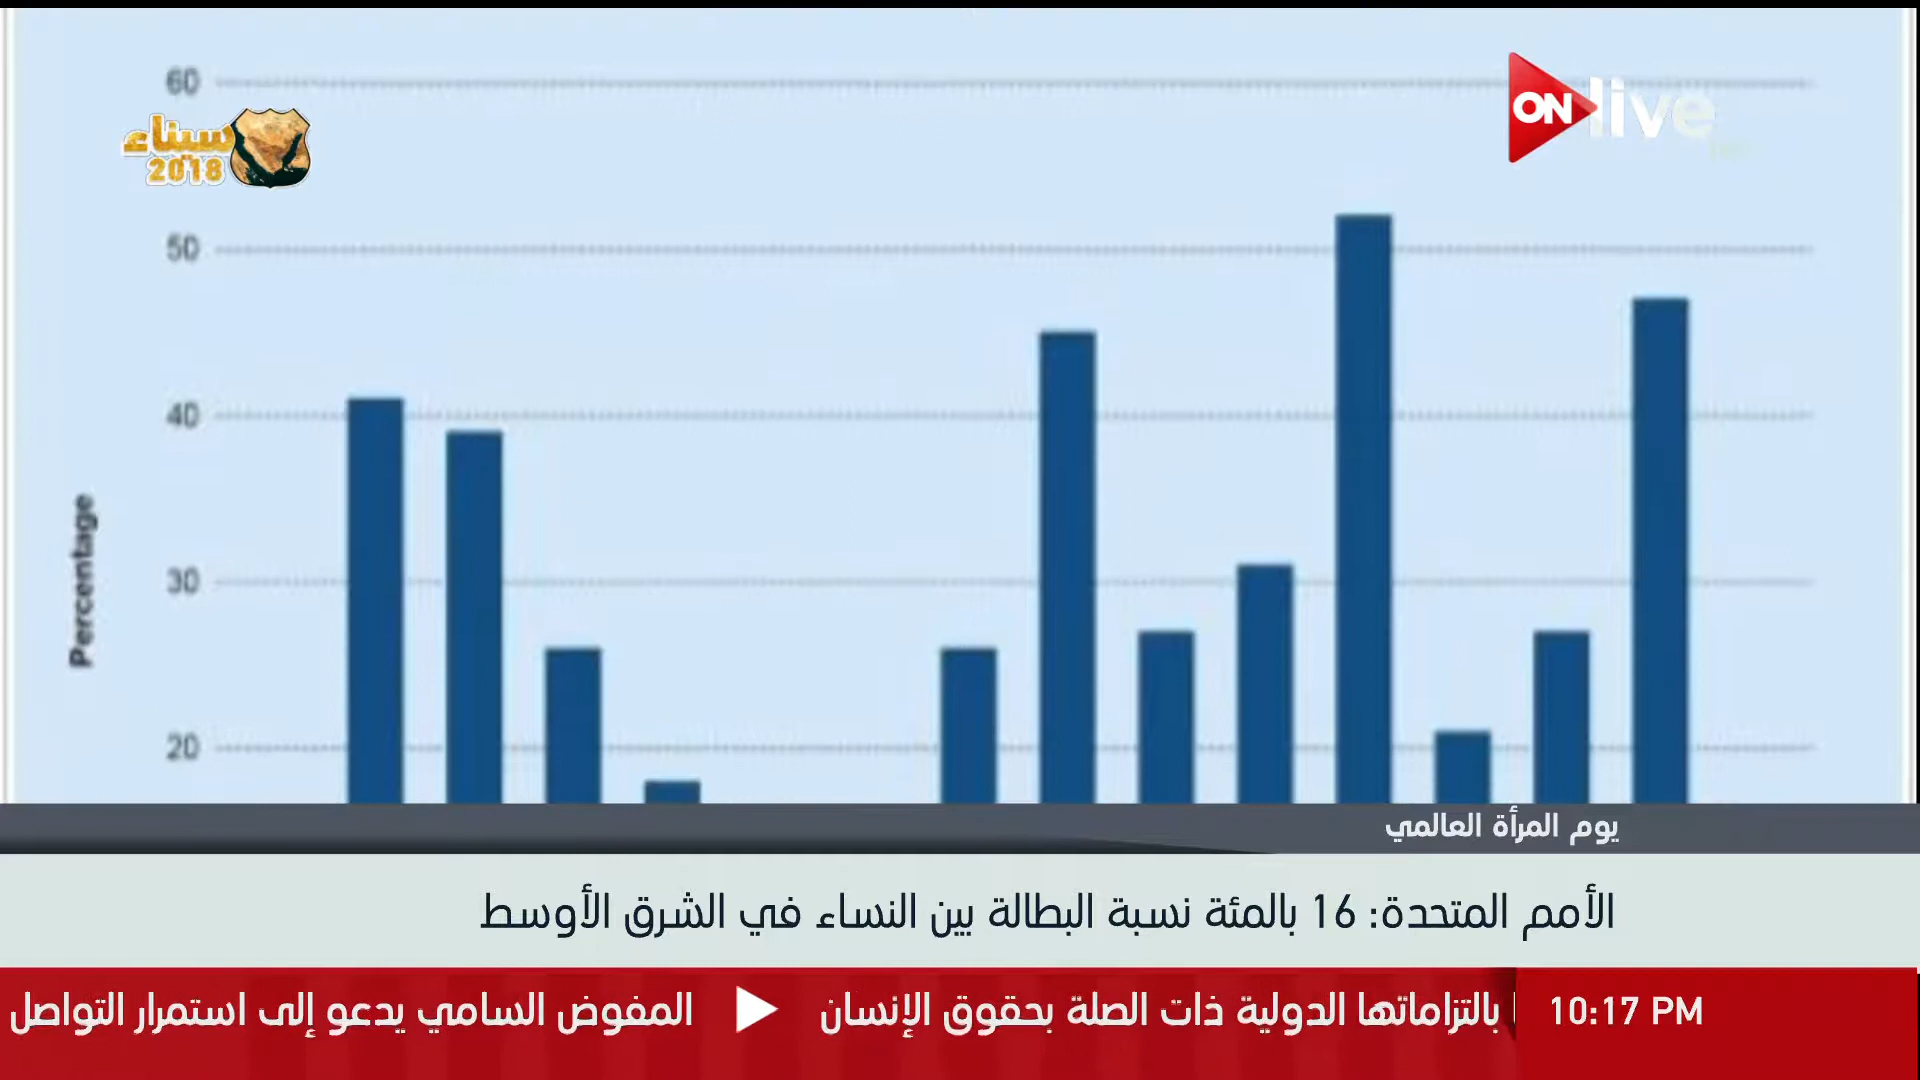 60
سيناء
2018
ON live
50
40
30
20
Percentage
يوم المرأة العالمي
الأمم المتحدة: 16 بالمئة نسبة البطالة بين النساء في الشرق الأوسط
10:17 PM
بالتزاماتها الدولية ذات الصلة بحقوق الإنسان
المفوض السامي يدعو إلى استمرار التواصل